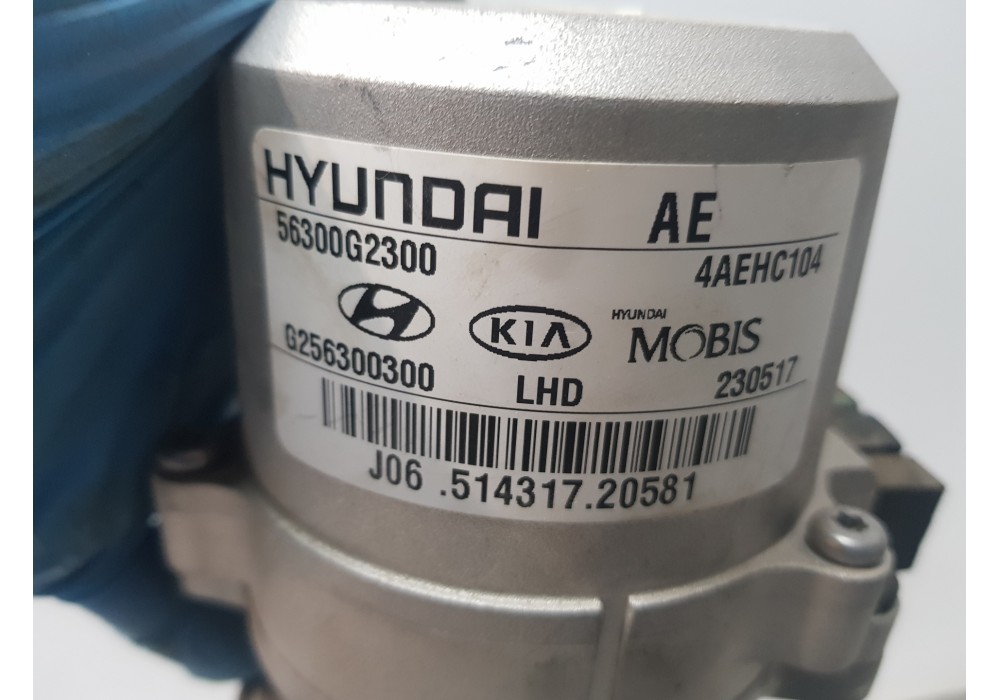 HYUNDAI AE
56300G2300 4AEHC104
KIA HYUNDAI MOBIS
G256300300 LHD 230517
J06 .514317.20581